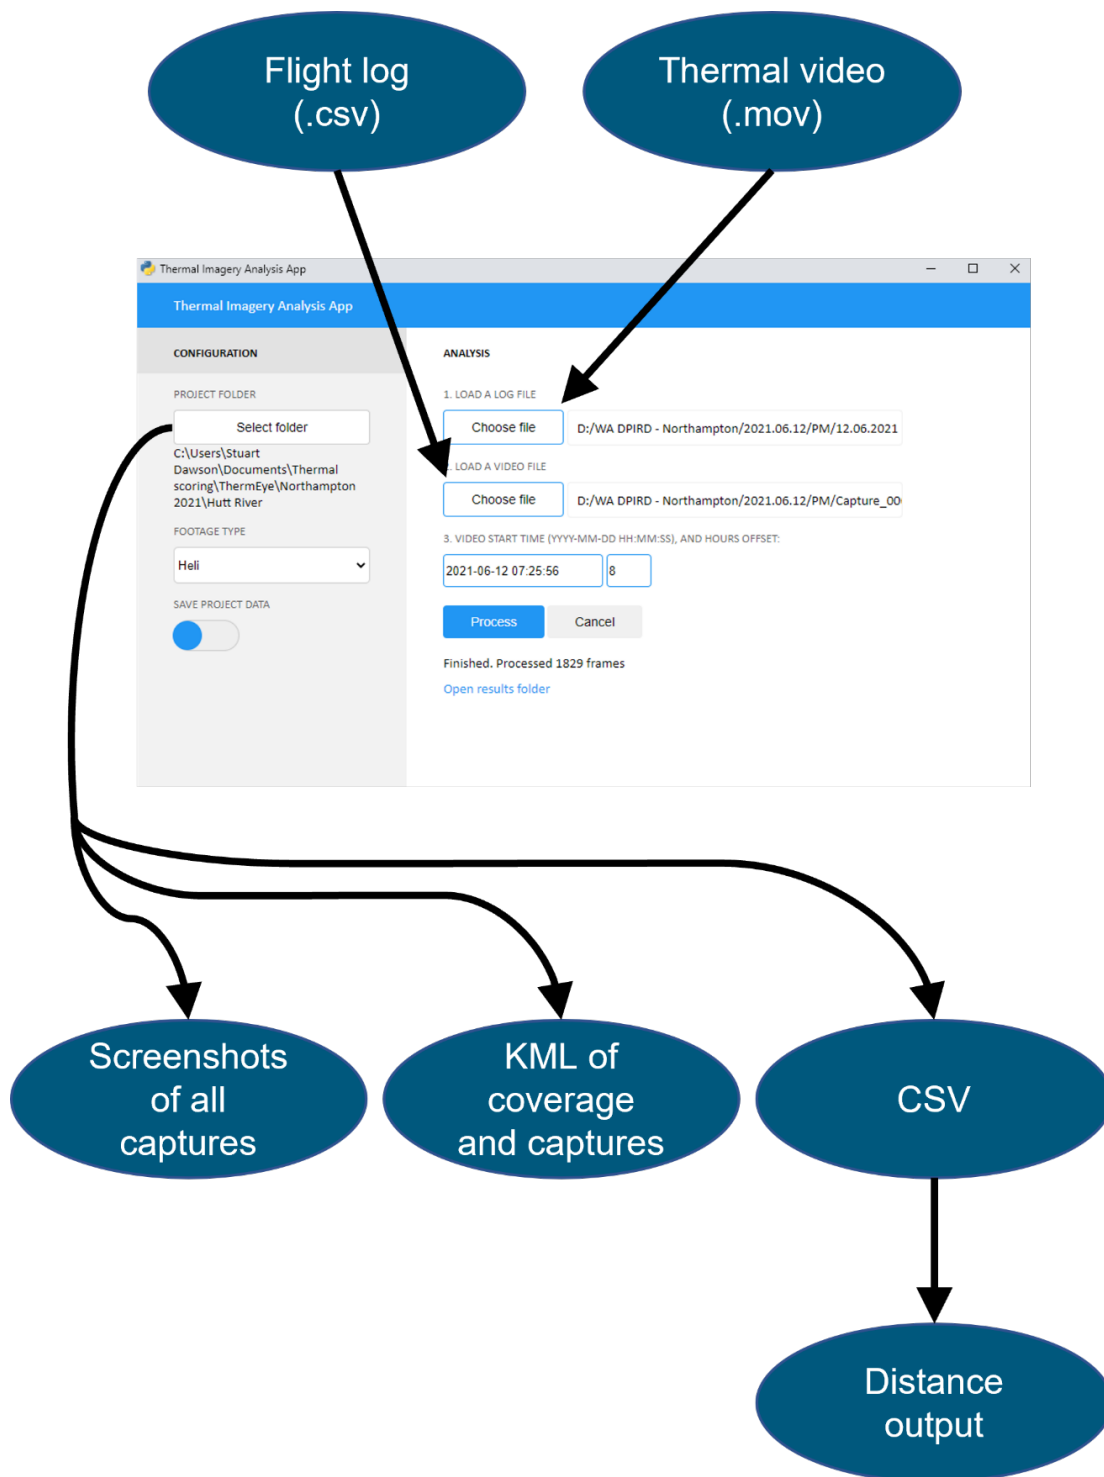 Flight log
(.csv)
Thermal video
(.mov)
Thermal Imagery Analysis App
Thermal Imagery Analysis App
CONFIGURATION
PROJECT FOLDER
Select folder
C:\Users\Stuart
Dawson\Documents\Thermal
scoring\ThermEye\Northampton
2021\Hutt River
FOOTAGE TYPE
Heli
SAVE PROJECT DATA
ANALYSIS
1. LOAD A LOG FILE
Choose file
D:/WA DPIRD - Northampton/2021.06.12/PM/12.06.2021
LOAD A VIDEO FILE
Choose file
D:/WA DPIRD - Northampton/2021.06.12/PM/Capture_00
3. VIDEO START TIME (YYYY-MM-DD HH:MM:SS), AND HOURS OFFSET:
2021-06-12 07:25:56
8
Process
Cancel
Finished. Processed 1829 frames
Open results folder
Screenshots
of all
captures
KML of
coverage
and captures
CSV
Distance
output